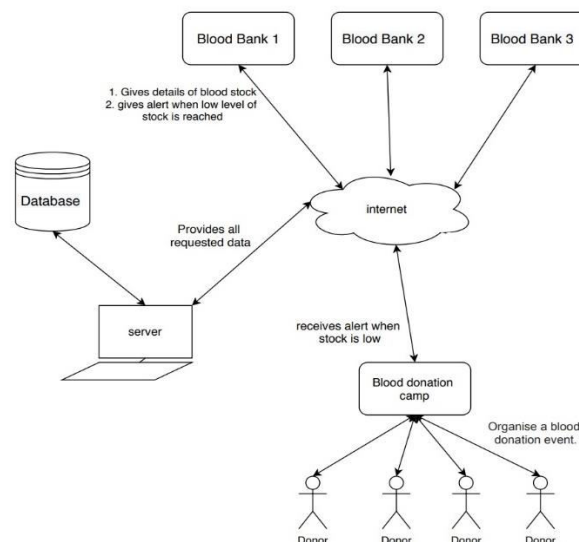 Blood Bank 1
Blood Bank 2
Blood Bank 3
1. Gives details of blood stock
2. gives alert when low level of
stock is reached
Database
internet
Provides all
requested data
server
receives alert when
stock is low
Blood donation
camp
Organise a blood
donation event.
Donor
Donor
Donor
Donor